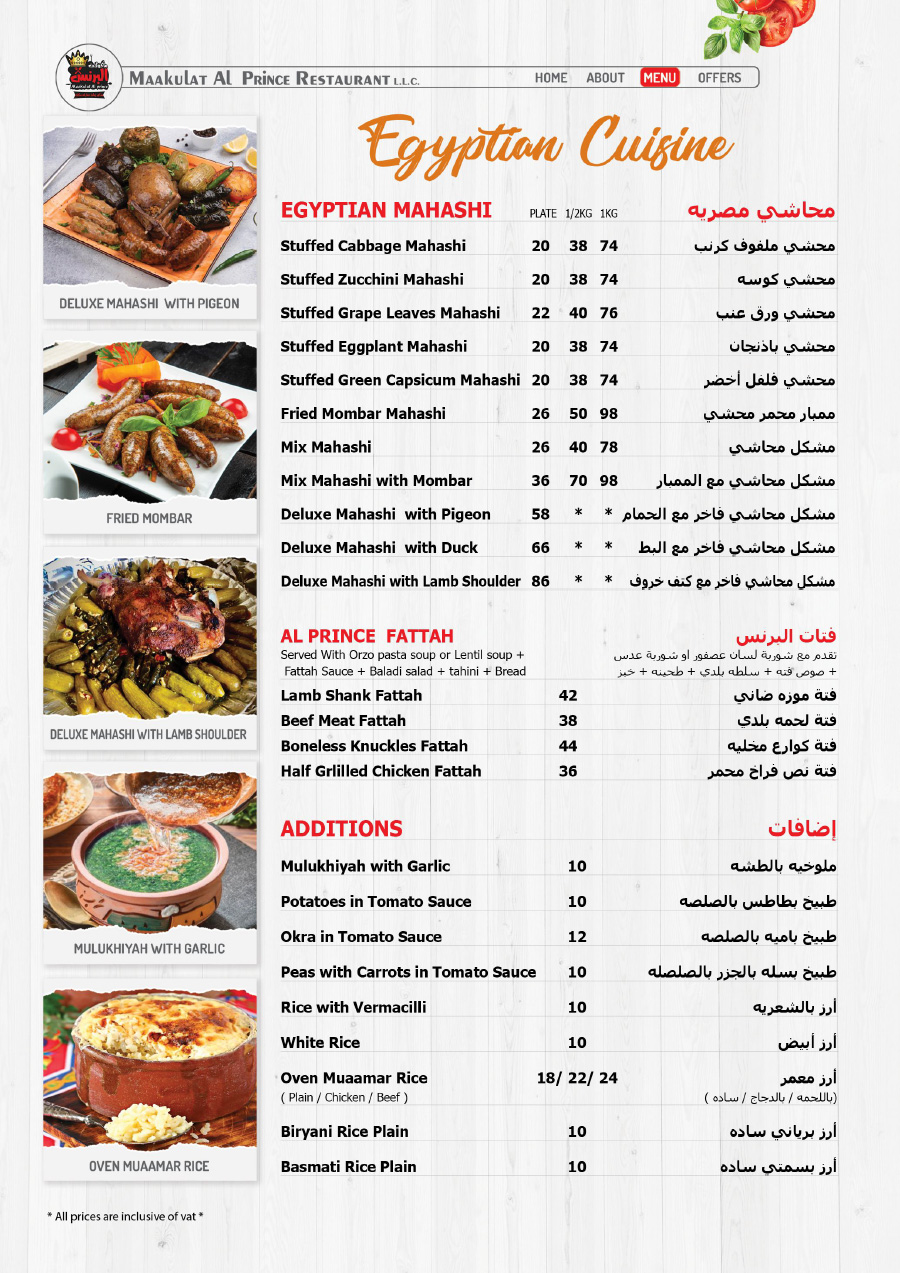 البرنس
Maakulat Al prince
MAAKULAT AL PRINCE RESTAURANT L.L.C.
HOME ABOUT MENU OFFERS
Egyptian Cuisine
DELUXE MAHASHI WITH PIGEON
FRIED MOMBAR
DELUXE MAHASHI WITH LAMB SHOULDER
MULUKHIYAH WITH GARLIC
OVEN MUAAMAR RICE
EGYPTIAN MAHASHI PLATE 1/2KG 1KG محاشي مصريه
Stuffed Cabbage Mahashi 20 38 74 محشي ملفوف كرنب
Stuffed Zucchini Mahashi 20 38 74 محشي كوسه
Stuffed Grape Leaves Mahashi 22 40 76 محشي ورق عنب
Stuffed Eggplant Mahashi 20 38 74 محشي باذنجان
Stuffed Green Capsicum Mahashi 20 38 74 محشي فلفل أخضر
Fried Mombar Mahashi 26 50 98 ممبار محمر محشي
Mix Mahashi 26 40 78 مشكل محاشي
Mix Mahashi with Mombar 36 70 98 مشكل محاشي مع الممبار
Deluxe Mahashi with Pigeon 58 * * مشكل محاشي فاخر مع الحمام
Deluxe Mahashi with Duck 66 * * مشكل محاشي فاخر مع البط
Deluxe Mahashi with Lamb Shoulder 86 * * مشكل محاشي فاخر مع كتف خروف
AL PRINCE FATTAH فتات البرنس
Served With Orzo pasta soup or Lentil soup + تقدم مع شوربة لسان عصفور او شوربة عدس
Fattah Sauce + Baladi salad + tahini + Bread + صوص فته + سلطه بلدي + طحينه + خبز
Lamb Shank Fattah 42 فتة موزه ضاني
Beef Meat Fattah 38 فتة لحمه بلدي
Boneless Knuckles Fattah 44 فتة كوارع مخليه
Half Grlilled Chicken Fattah 36 فتة نص فراخ محمر
ADDITIONS إضافات
Mulukhiyah with Garlic 10 ملوخيه بالطشه
Potatoes in Tomato Sauce 10 طبيخ بطاطس بالصلصه
Okra in Tomato Sauce 12 طبيخ باميه بالصلصه
Peas with Carrots in Tomato Sauce 10 طبيخ بسله بالجزر بالصلصله
Rice with Vermacilli 10 أرز بالشعريه
White Rice 10 أرز أبيض
Oven Muaamar Rice 18/ 22/ 24 أرز معمر
( Plain / Chicken / Beef ) (باللحمه / بالدجاج / ساده )
Biryani Rice Plain 10 أرز برياني ساده
Basmati Rice Plain 10 أرز بسمتي ساده
* All prices are inclusive of vat *